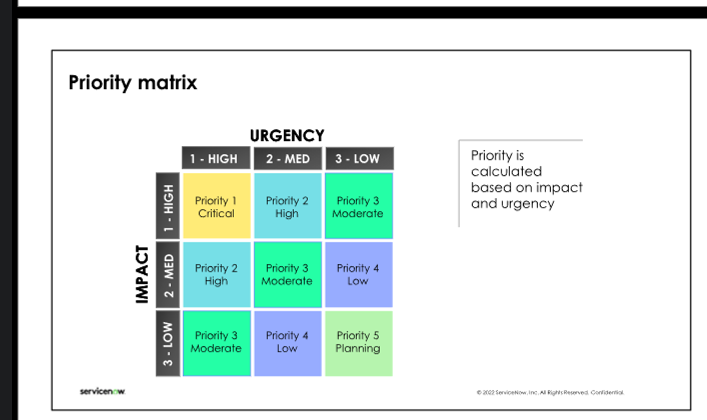 Priority matrix
URGENCY
1 - HIGH
2 - MED
3 - LOW
IMPACT
1 - HIGH
Priority 1
Critical
Priority 2
High
Priority 3
Moderate
2 - MED
Priority 2
High
Priority 3
Moderate
Priority 4
Low
3 - LOW
Priority 3
Moderate
Priority 4
Low
Priority 5
Planning
Priority is
calculated
based on impact
and urgency
servicenow
© 2022 ServiceNow, Inc. All Rights Reserved. Confidential.